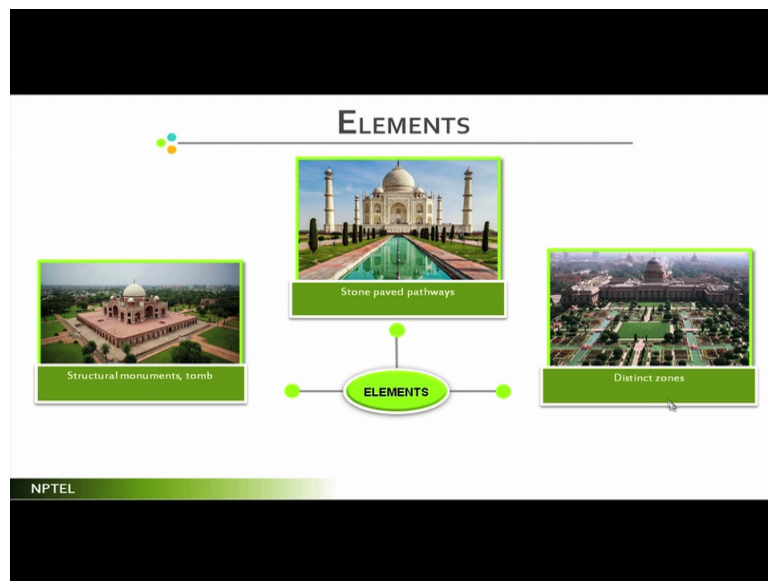 ELEMENTS
Stone paved pathways
Structural monuments, tomb
Distinct zones
ELEMENTS
NPTEL